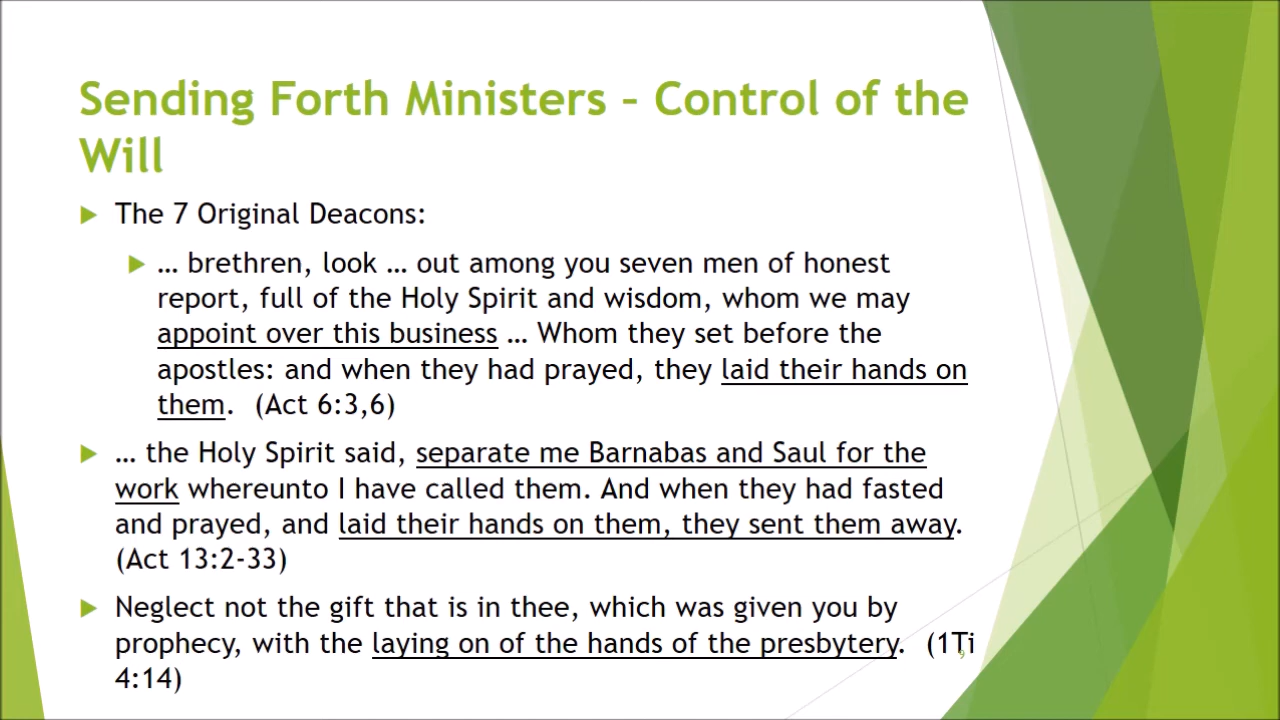 Sending Forth Ministers – Control of the
Will
The 7 Original Deacons:
… brethren, look … out among you seven men of honest
report, full of the Holy Spirit and wisdom, whom we may
appoint over this business … Whom they set before the
apostles: and when they had prayed, they laid their hands on
them. (Act 6:3,6)
… the Holy Spirit said, separate me Barnabas and Saul for the
work whereunto I have called them. And when they had fasted
and prayed, and laid their hands on them, they sent them away.
(Act 13:2-33)
Neglect not the gift that is in thee, which was given you by
prophecy, with the laying on of the hands of the presbytery. (1Ti
4:14)
9